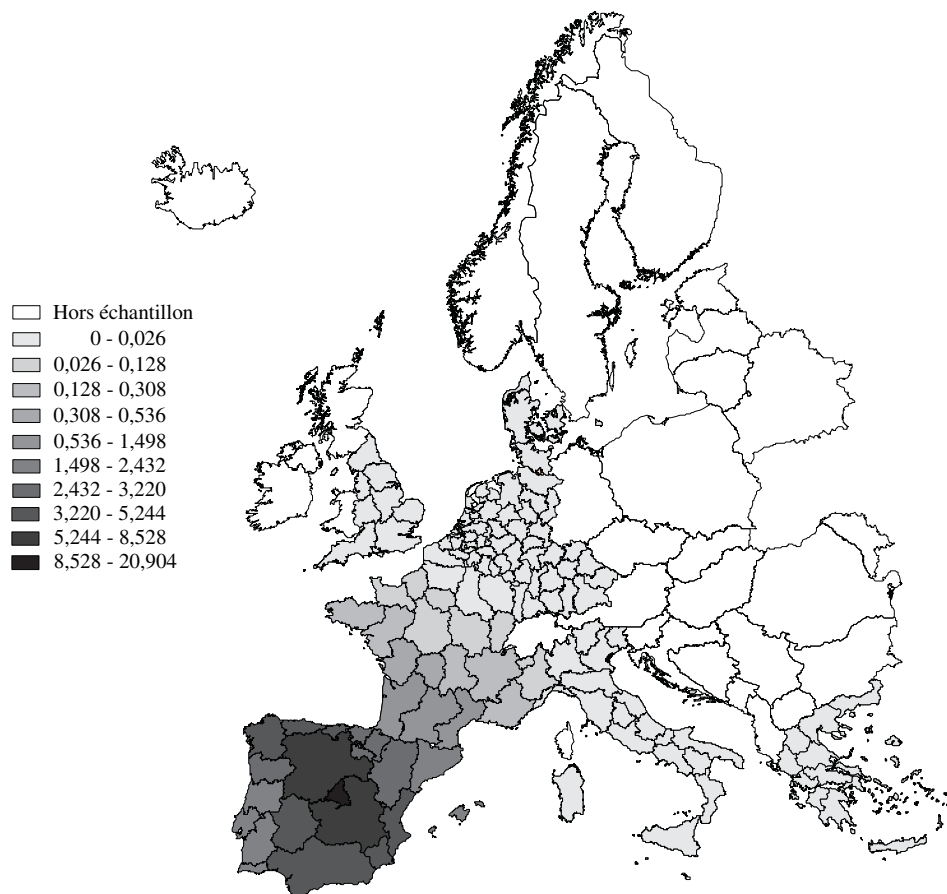 Hors échantillon
0 - 0,026
0,026 - 0,128
0,128 - 0,308
0,308 - 0,536
0,536 - 1,498
1,498 - 2,432
2,432 - 3,220
3,220 - 5,244
5,244 - 8,528
8,528 - 20,904